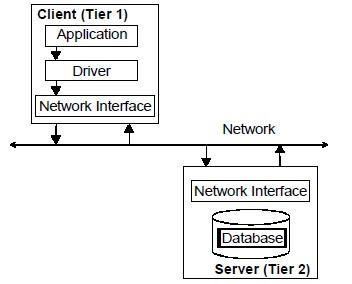 Client (Tier 1)
Application
Driver
Network Interface
Network
Network Interface
Database
Server (Tier 2)